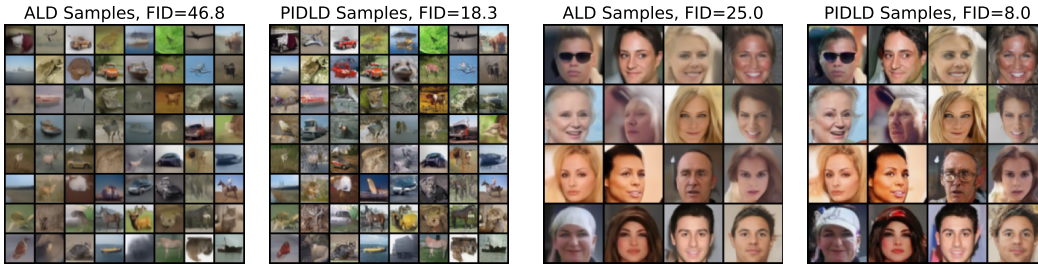 ALD Samples, FID=46.8
PIDLD Samples, FID=18.3
ALD Samples, FID=25.0
PIDLD Samples, FID=8.0